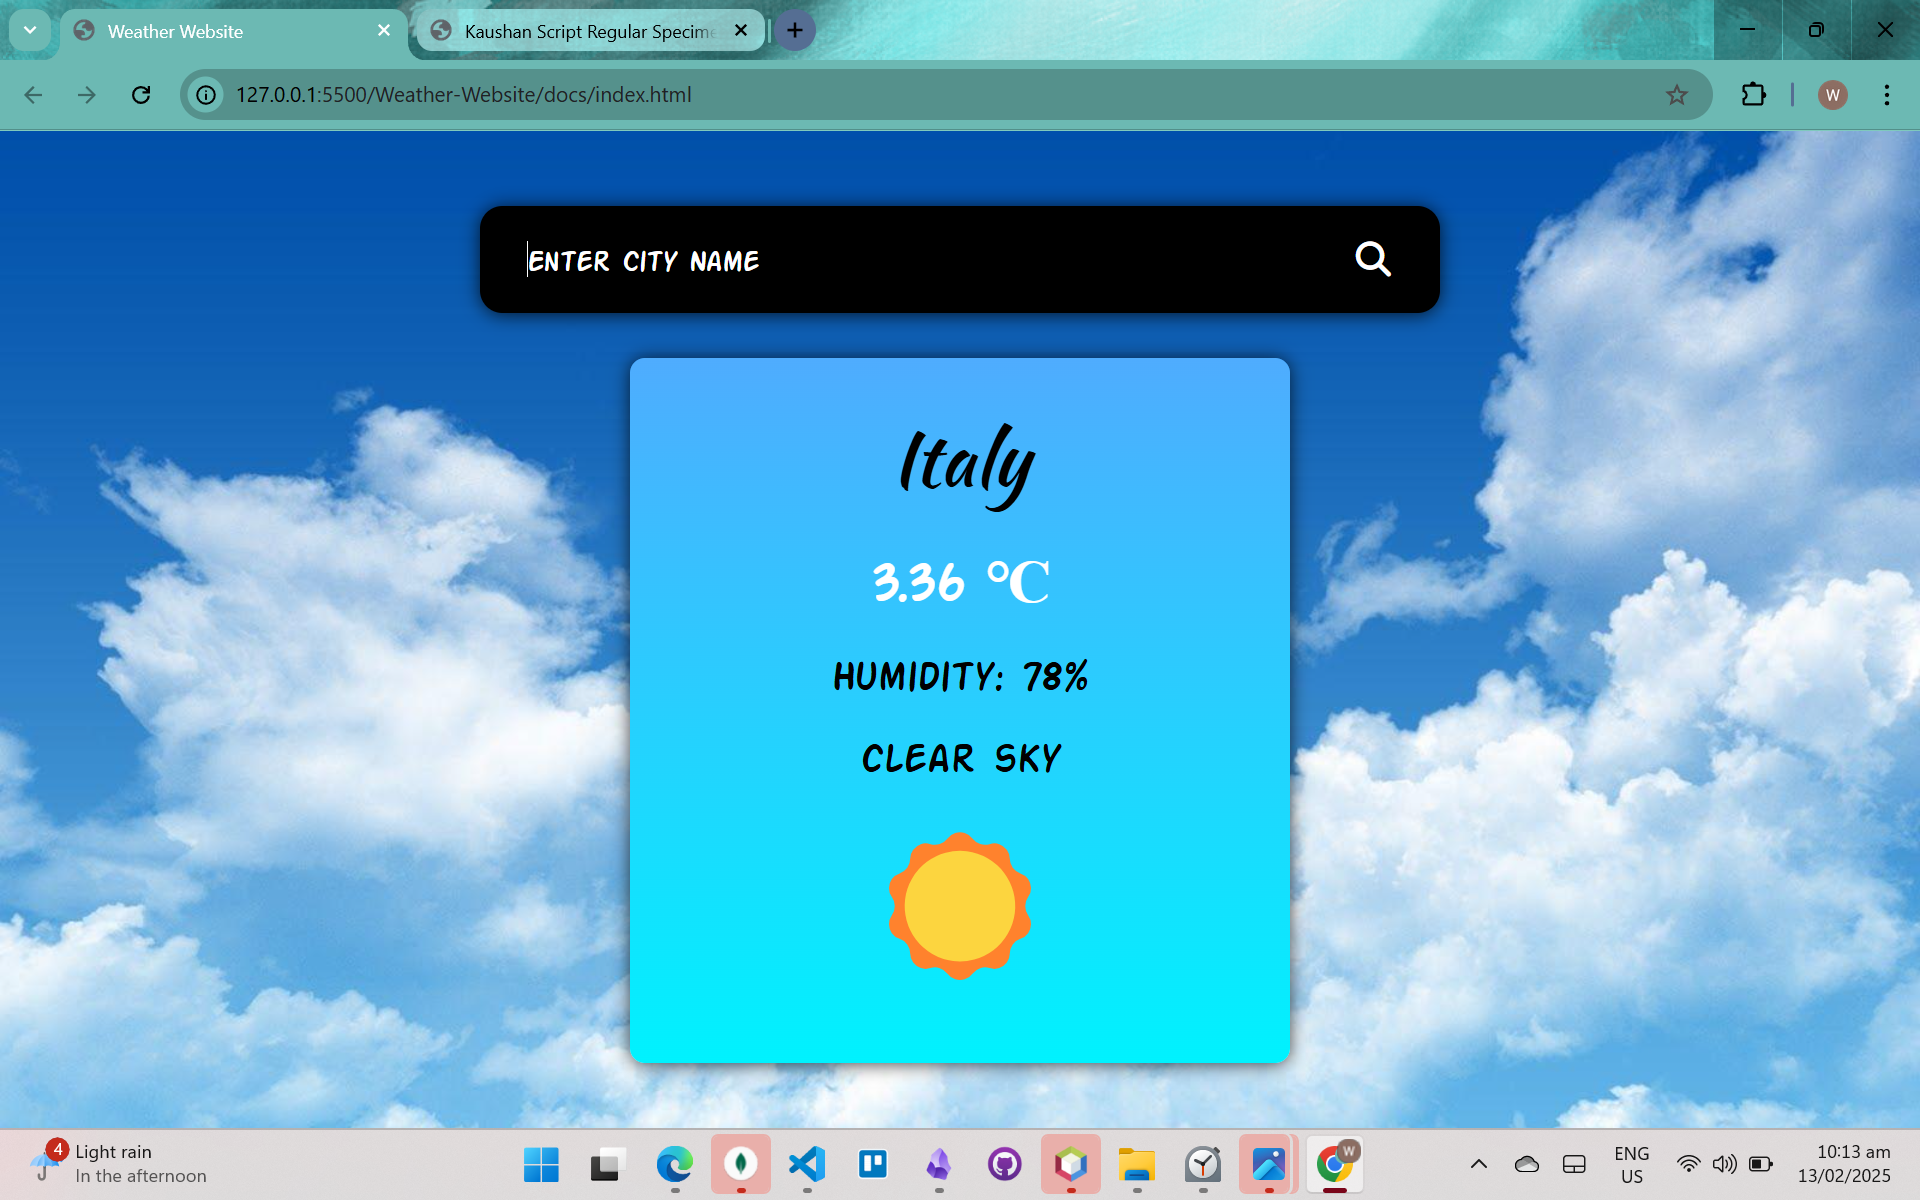 Weather Website
Kaushan Script Regular Specime
127.0.0.1:5500/Weather-Website/docs/index.html
W
ENTER CITY NAME
Italy
3.36 °C
HUMIDITY: 78%
CLEAR SKY
4
Light rain
In the afternoon
W
ENG
US
10:13 am
13/02/2025